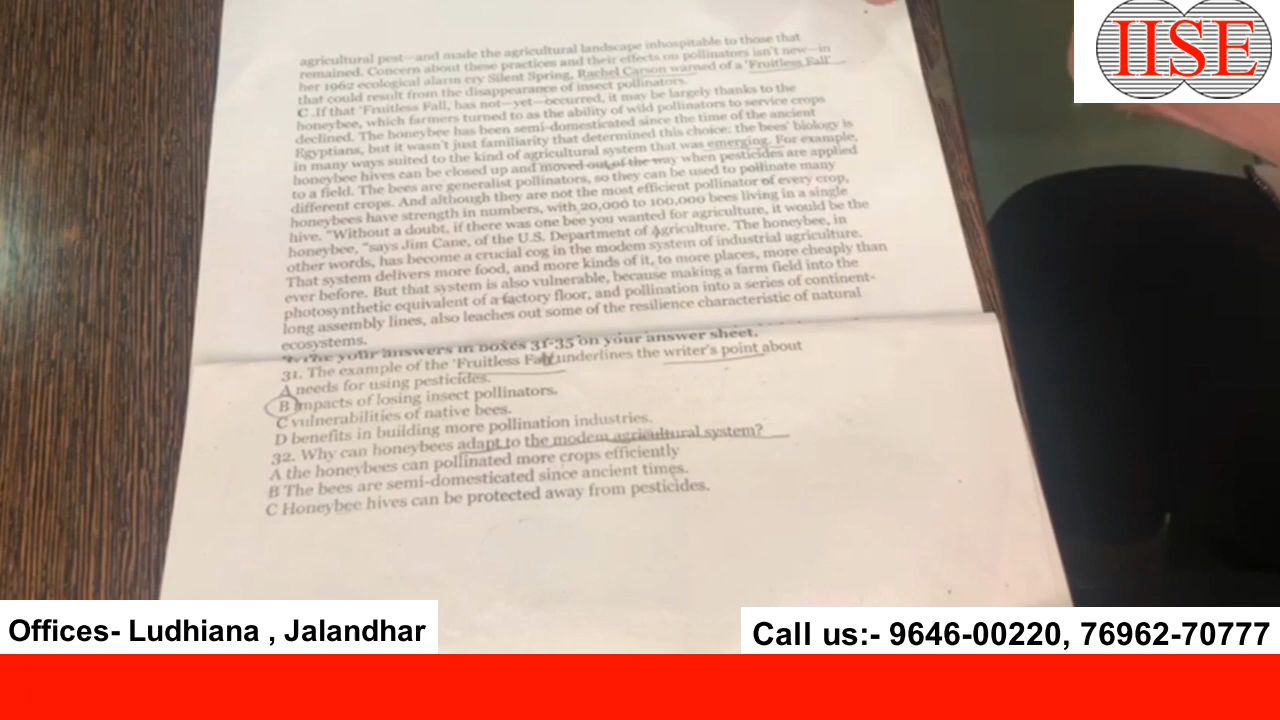 IISE
agricultural pest—and made the agricultural landscape inhospitable to those that
remained. Concern about these practices and their effects on pollinators isn't new—in
her 1962 ecological alarm cry Silent Spring, Rachel Carson warned of a 'Fruitless Fall'
that could result from the disappearance of insect pollinators.
C .If that 'Fruitless Fall, has not—yet—occurred, it may be largely thanks to the
honeybee, which farmers turned to as the ability of wild pollinators to service crops
declined. The honeybee has been semi-domesticated since the time of the ancient
Egyptians, but it wasn't just familiarity that determined this choice: the bees' biology is
in many ways suited to the kind of agricultural system that was emerging. For example,
honeybee hives can be closed up and moved out of the way when pesticides are applied
to a field. The bees are generalist pollinators, so they can be used to pollinate many
different crops. And although they are not the most efficient pollinator of every crop,
honeybees have strength in numbers, with 20,000 to 100,000 bees living in a single
hive. "Without a doubt, if there was one bee you wanted for agriculture, it would be the
honeybee, "says Jim Cane, of the U.S. Department of Agriculture. The honeybee, in
other words, has become a crucial cog in the modem system of industrial agriculture.
That system delivers more food, and more kinds of it, to more places, more cheaply than
ever before. But that system is also vulnerable, because making a farm field into the
photosynthetic equivalent of a factory floor, and pollination into a series of continent-
long assembly lines, also leaches out some of the resilience characteristic of natural
ecosystems.
your answers in boxes 31-35 on your answer sheet.
31. The example of the 'Fruitless Fall' underlines the writer's point about
A needs for using pesticides.
B impacts of losing insect pollinators.
C vulnerabilities of native bees.
D benefits in building more pollination industries.
32. Why can honeybees adapt to the modem agricultural system?
A the honeybees can pollinated more crops efficiently
B The bees are semi-domesticated since ancient times.
C Honeybee hives can be protected away from pesticides.
Offices- Ludhiana , Jalandhar
Call us:- 9646-00220, 76962-70777